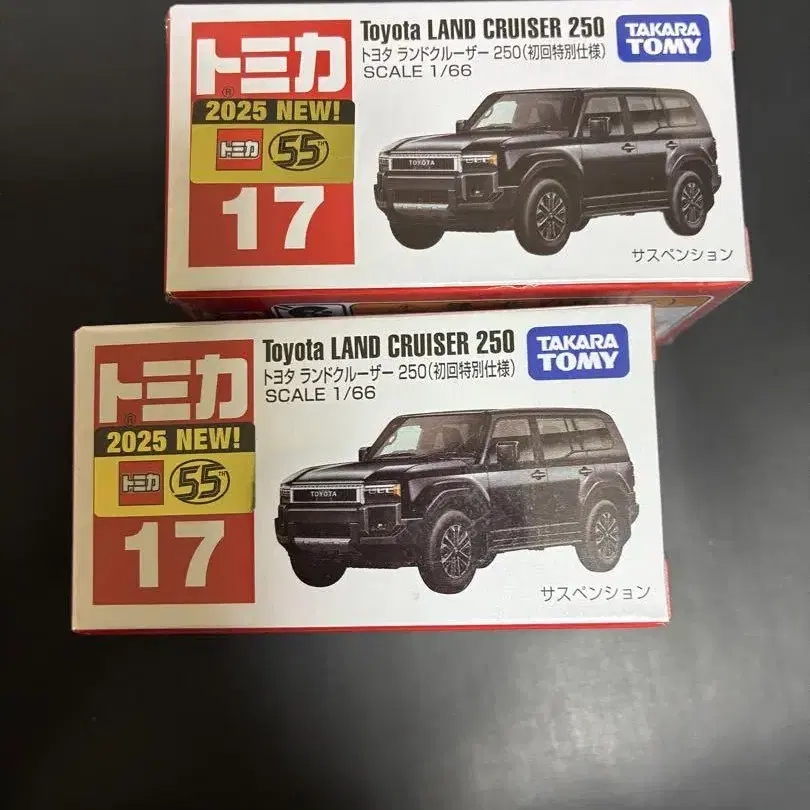 トミカ
®
2025 NEW!
トミカ 55TH
17
Toyota LAND CRUISER 250
トヨタ ランドクルーザー 250(初回特別仕様)
SCALE 1/66
TAKARA
TOMY
TOYOTA
サスペンション
トミカ
®
2025 NEW!
トミカ 55TH
17
Toyota LAND CRUISER 250
トヨタ ランドクルーザー 250(初回特別仕様)
SCALE 1/66
TAKARA
TOMY
TOYOTA
サスペンション